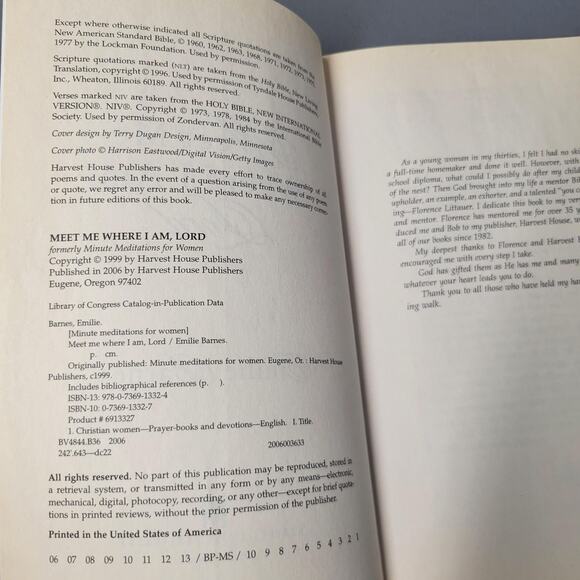 Except where otherwise indicated all Scripture quotations are taken from the
New American Standard Bible, © 1960, 1962, 1963, 1968, 1971, 1972, 1973, 1975,
1977 by the Lockman Foundation. Used by permission.
Scripture quotations marked (NLT) are taken from the Holy Bible, New Living
Translation, copyright © 1996. Used by permission of Tyndale House Publishers,
Inc., Wheaton, Illinois 60189. All rights reserved.
Verses marked NIV are taken from the HOLY BIBLE, NEW INTERNATIONAL
VERSION®. NIV®. Copyright © 1973, 1978, 1984 by the International Bible
Society. Used by permission of Zondervan. All rights reserved.
Cover design by Terry Dugan Design, Minneapolis, Minnesota
Cover photo © Harrison Eastwood/Digital Vision/Getty Images
Harvest House Publishers has made every effort to trace ownership of all
poems and quotes. In the event of a question arising from the use of any poem
or quote, we regret any error and will be pleased to make any necessary correc-
tion in future editions of this book.
MEET ME WHERE I AM, LORD
formerly Minute Meditations for Women
Copyright © 1999 by Harvest House Publishers
Published in 2006 by Harvest House Publishers
Eugene, Oregon 97402
Library of Congress Catalog-in-Publication Data
Barnes, Emilie.
[Minute meditations for women]
Meet me where I am, Lord / Emilie Barnes.
p. cm.
Originally published: Minute meditations for women. Eugene, Or. : Harvest House
Publishers, c1999.
Includes bibliographical references (p. ).
ISBN-13: 978-0-7369-1332-4
ISBN-10: 0-7369-1332-7
Product # 6913327
1. Christian women—Prayer-books and devotions—English. I. Title.
BV4844.B36 2006
242'.643—dc22 2006003633
All rights reserved. No part of this publication may be reproduced, stored in
a retrieval system, or transmitted in any form or by any means—electronic,
mechanical, digital, photocopy, recording, or any other—except for brief quota-
tions in printed reviews, without the prior permission of the publisher.
Printed in the United States of America
06 07 08 09 10 11 12 13 / BP-MS / 10 9 8 7 6 5 4 3 2 1
As a young woman in my thirties, I felt I had no ski
a full-time homemaker and done it well. However, with
school diploma, what could I possibly do after my child
of the nest? Then God brought into my life a mentor Bib
upholder, an example, an exhorter, and a talented "you c
ing—Florence Littauer. I dedicate this book to my very
and mentor. Florence has mentored me for over 35 y
duced me and Bob to my publisher, Harvest House, w
all of our books since 1982.
My deepest thanks to Florence and Harvest
encouraged me with every step I take.
God has gifted them as He has me and many
whatever your heart leads you to do.
Thank you to all those who have held my han
ing walk.